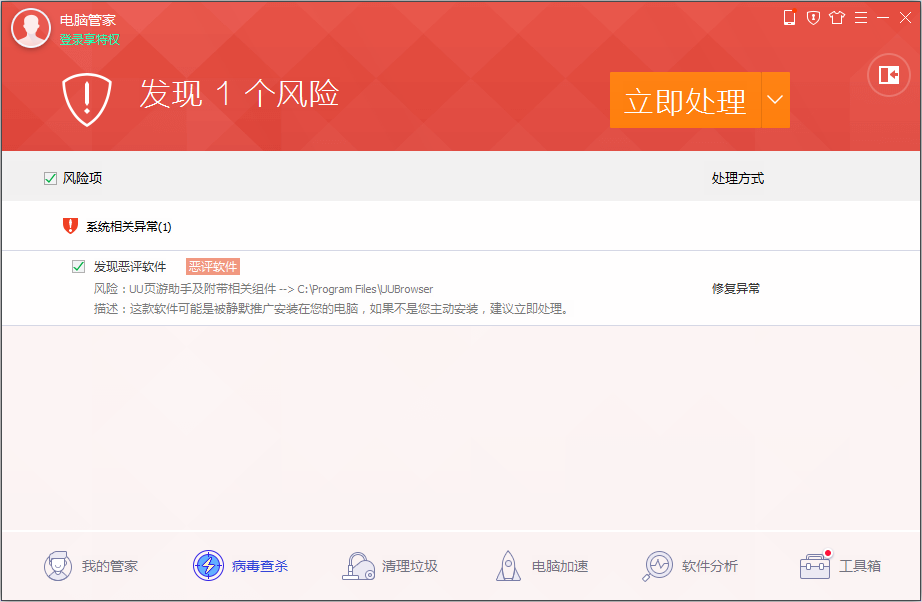 电脑管家
登录享特权
发现 1 个风险
立即处理
风险项
处理方式
系统相关异常(1)
发现恶评软件 恶评软件
风险：UU页游助手及附带相关组件 --> C:\Program Files\UUBrowser
修复异常
描述：这款软件可能是被静默推广安装在您的电脑，如果不是您主动安装，建议立即处理。
我的管家
病毒查杀
清理垃圾
电脑加速
软件分析
工具箱